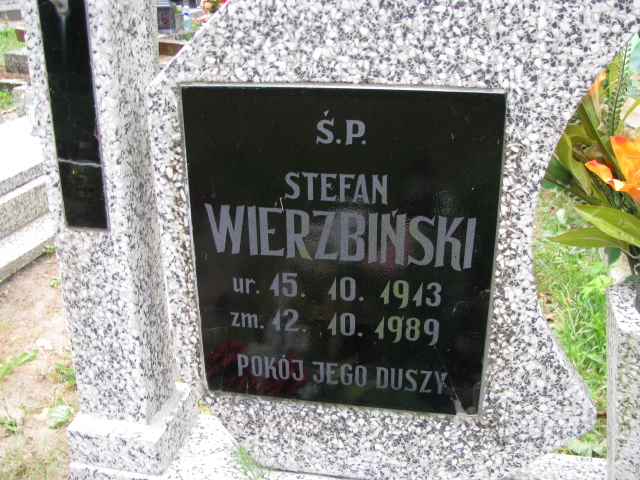 Ś.P.
STEFAN
WIERZBIŃSKI
ur. 15. 10. 1913
zm. 12. 10. 1989
POKÓJ JEGO DUSZY